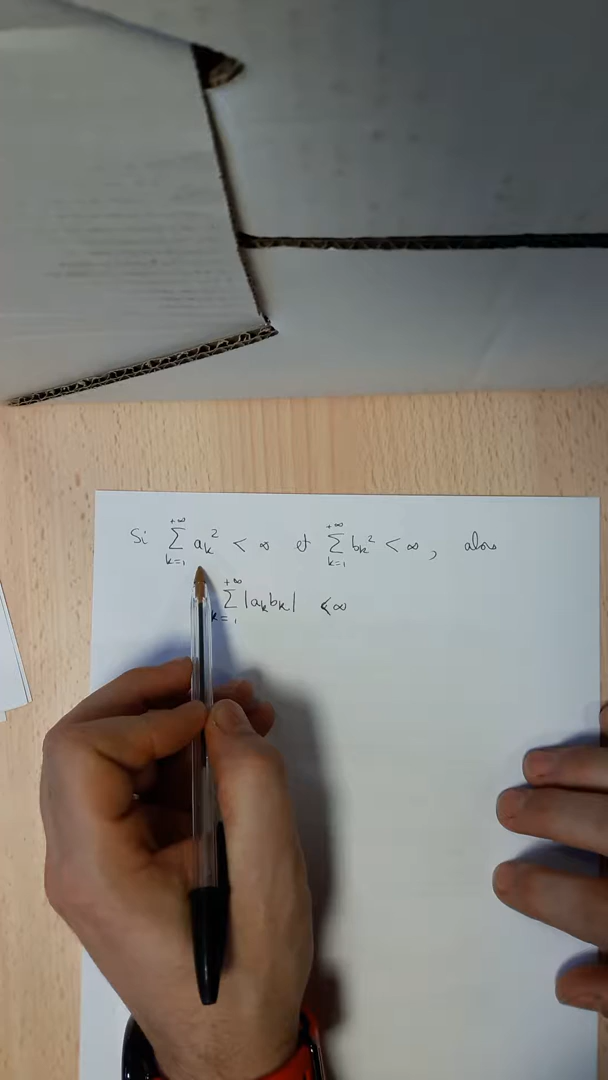 Si $\sum_{k=1}^{+\infty} a_k^2 < \infty$ et $\sum_{k=1}^{+\infty} b_k^2 < \infty$, alors
$\sum_{k=1}^{+\infty} |a_k b_k| < \infty$